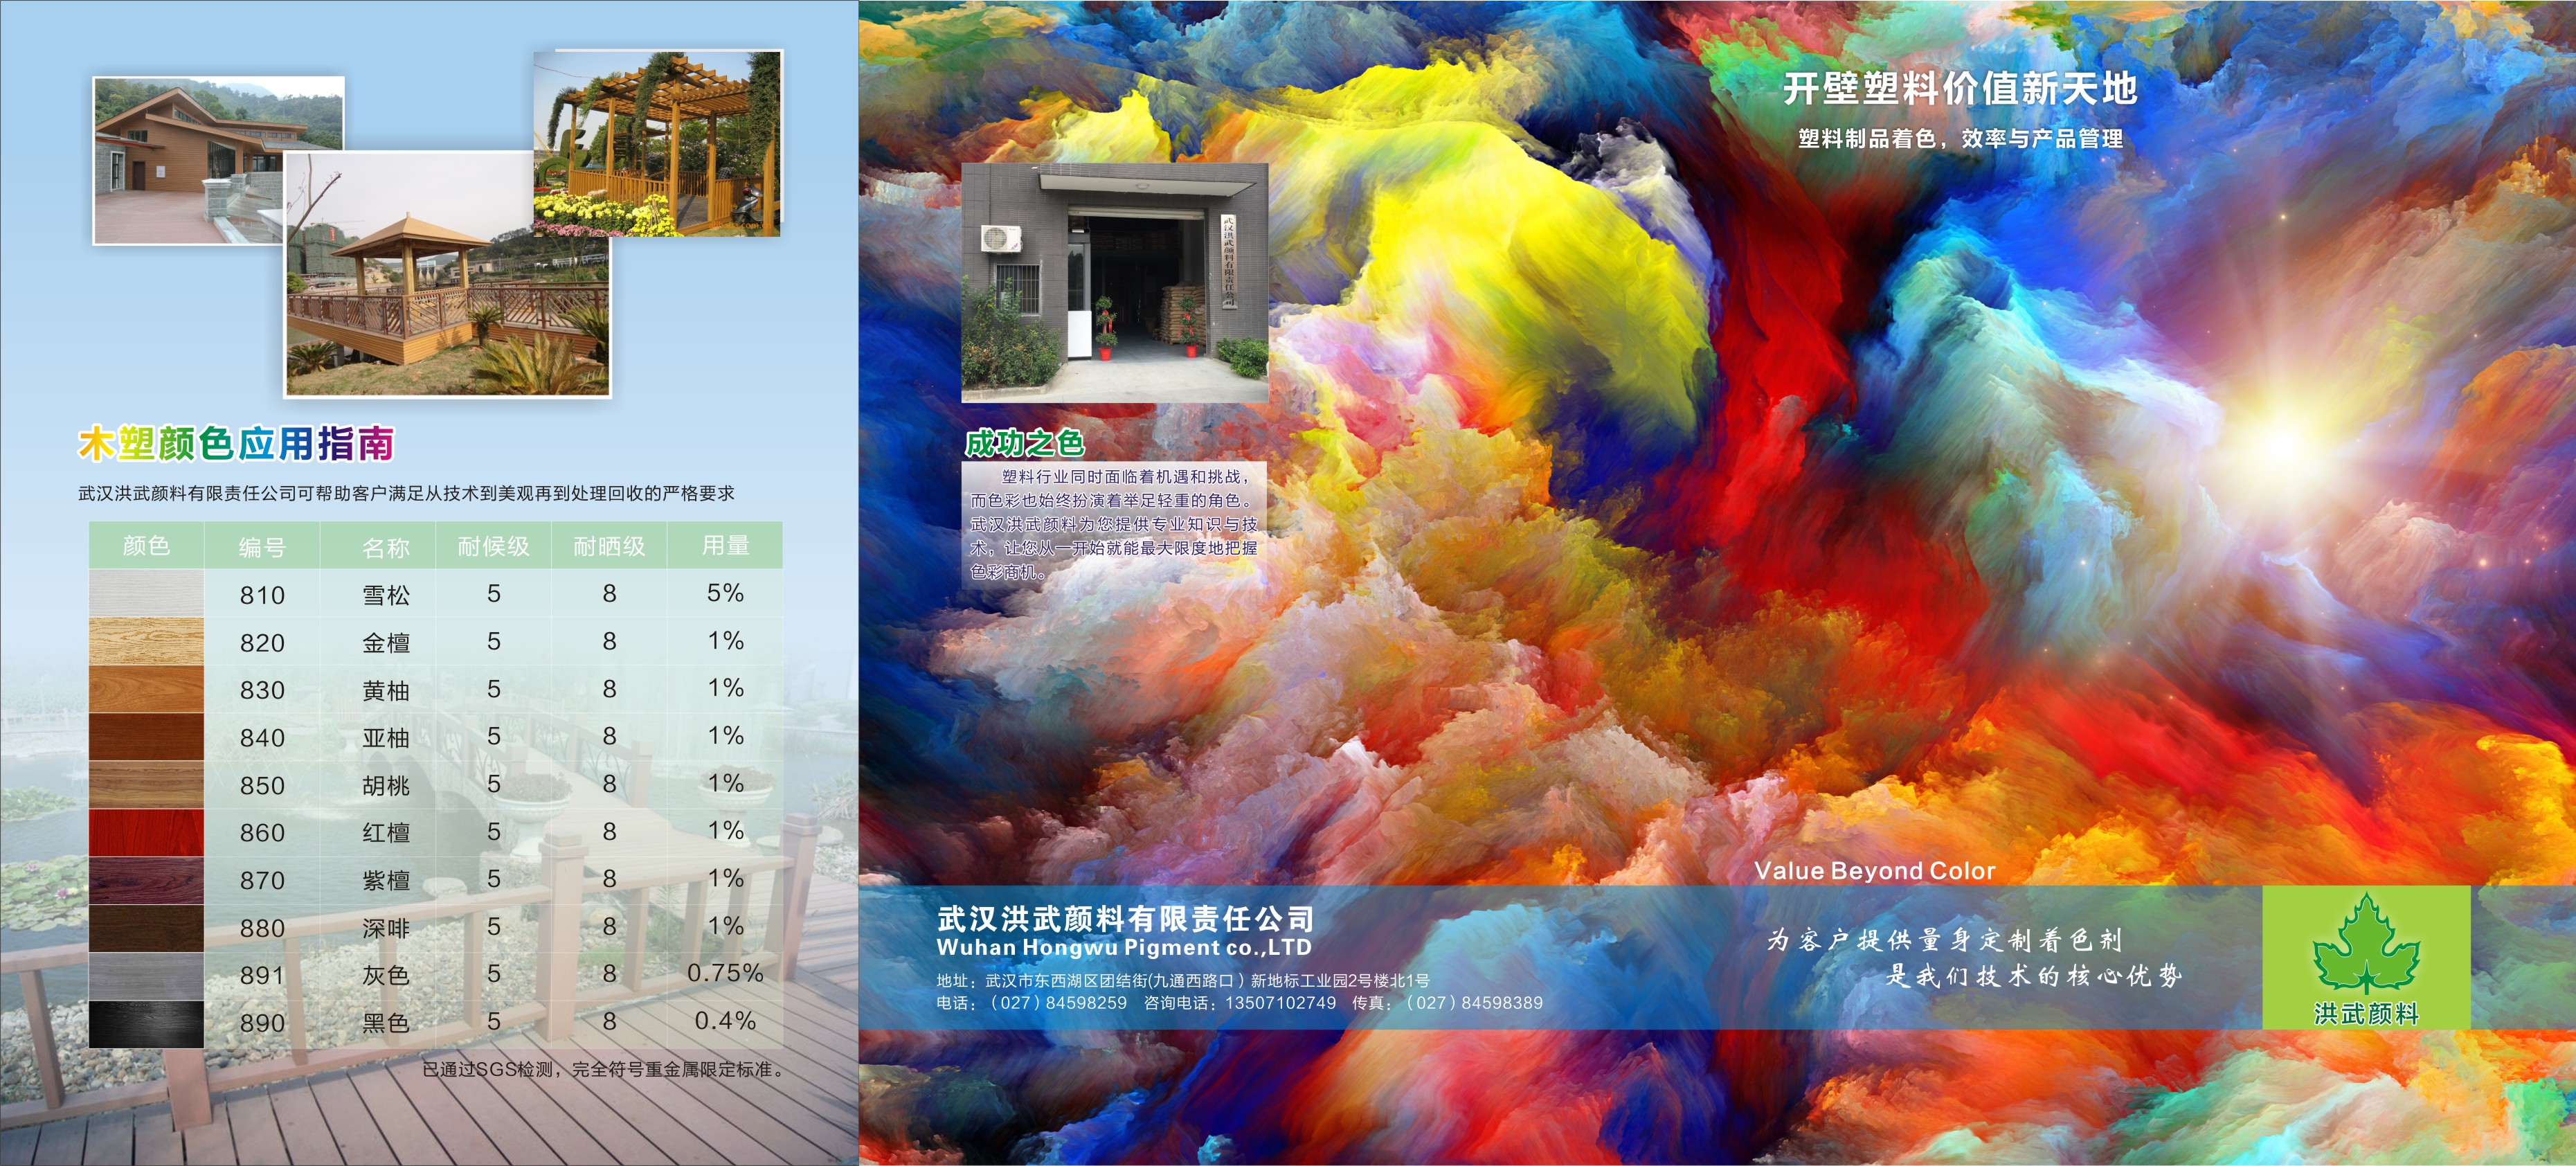 木塑颜色应用指南
武汉洪武颜料有限责任公司可帮助客户满足从技术到美观再到处理回收的严格要求
颜色 编号 名称 耐候级 耐晒级 用量
810 雪松 5 8 5%
820 金檀 5 8 1%
830 黄柚 5 8 1%
840 亚柚 5 8 1%
850 胡桃 5 8 1%
860 红檀 5 8 1%
870 紫檀 5 8 1%
880 深啡 5 8 1%
891 灰色 5 8 0.75%
890 黑色 5 8 0.4%
已通过SGS检测，完全符号重金属限定标准。
武汉洪武颜料有限责任公司
成功之色
塑料行业同时面临着机遇和挑战，
而色彩也始终扮演着举足轻重的角色。
武汉洪武颜料为您提供专业知识与技
术，让您从一开始就能最大限度地把握
色彩商机。
武汉洪武颜料有限责任公司
Wuhan Hongwu Pigment co.,LTD
地址：武汉市东西湖区团结街(九通西路口）新地标工业园2号楼北1号
电话：（027）84598259 咨询电话：13507102749 传真：（027）84598389
开壁塑料价值新天地
塑料制品着色，效率与产品管理
Value Beyond Color
为客户提供量身定制着色剂
是我们技术的核心优势
洪武颜料